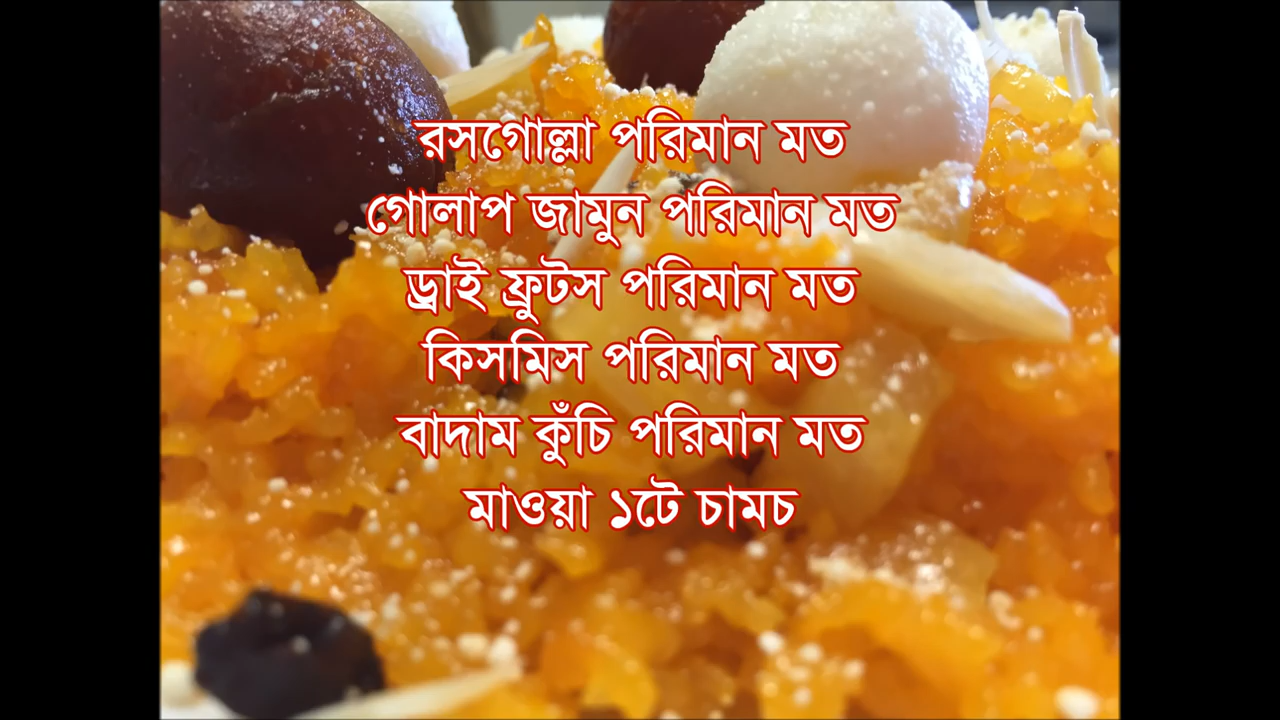 রসগোল্লা পরিমান মত
গোলাপ জামুন পরিমান মত
ড্রাই ফ্রুটস পরিমান মত
কিসমিস পরিমান মত
বাদাম কুঁচি পরিমান মত
মাওয়া ১টে চামচ